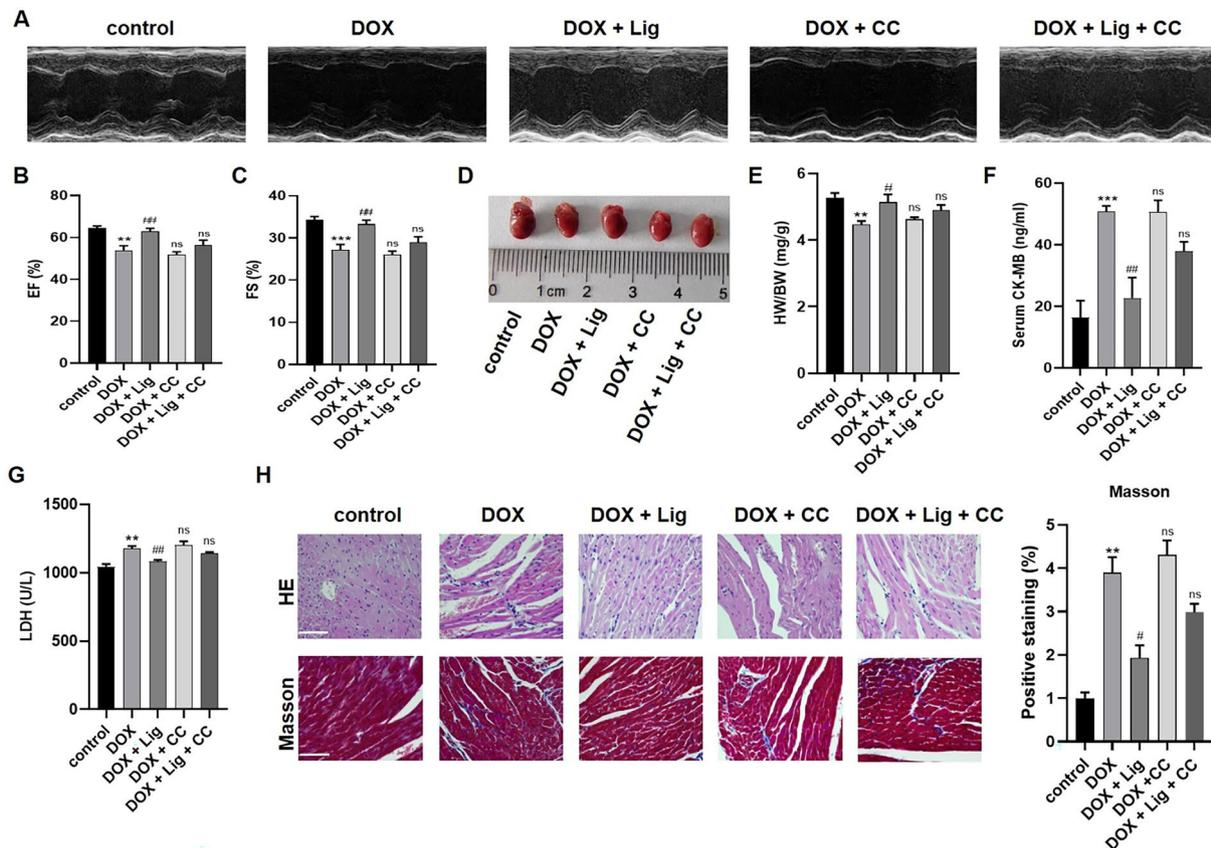 A
control
DOX
DOX + Lig
DOX + CC
DOX + Lig + CC
B
EF (%)
80
60
40
20
0
**
###
ns
ns
control
DOX
DOX + Lig
DOX + CC
DOX + Lig + CC
C
FS (%)
40
30
20
10
0
***
###
ns
ns
control
DOX
DOX + Lig
DOX + CC
DOX + Lig + CC
D
0
1 cm
2
3
4
5
control
DOX
DOX + Lig
DOX + CC
DOX + Lig + CC
E
HW/BW (mg/g)
6
4
2
0
**
#
ns
ns
control
DOX
DOX + Lig
DOX + CC
DOX + Lig + CC
F
Serum CK-MB (ng/ml)
60
40
20
0
***
##
ns
ns
control
DOX
DOX + Lig
DOX + CC
DOX + Lig + CC
G
LDH (U/L)
1500
1000
500
0
**
##
ns
ns
control
DOX
DOX + Lig
DOX + CC
DOX + Lig + CC
H
control
DOX
DOX + Lig
DOX + CC
DOX + Lig + CC
HE
Masson
Masson
Positive staining (%)
5
4
3
2
1
0
**
#
ns
ns
control
DOX
DOX + Lig
DOX +CC
DOX + Lig + CC